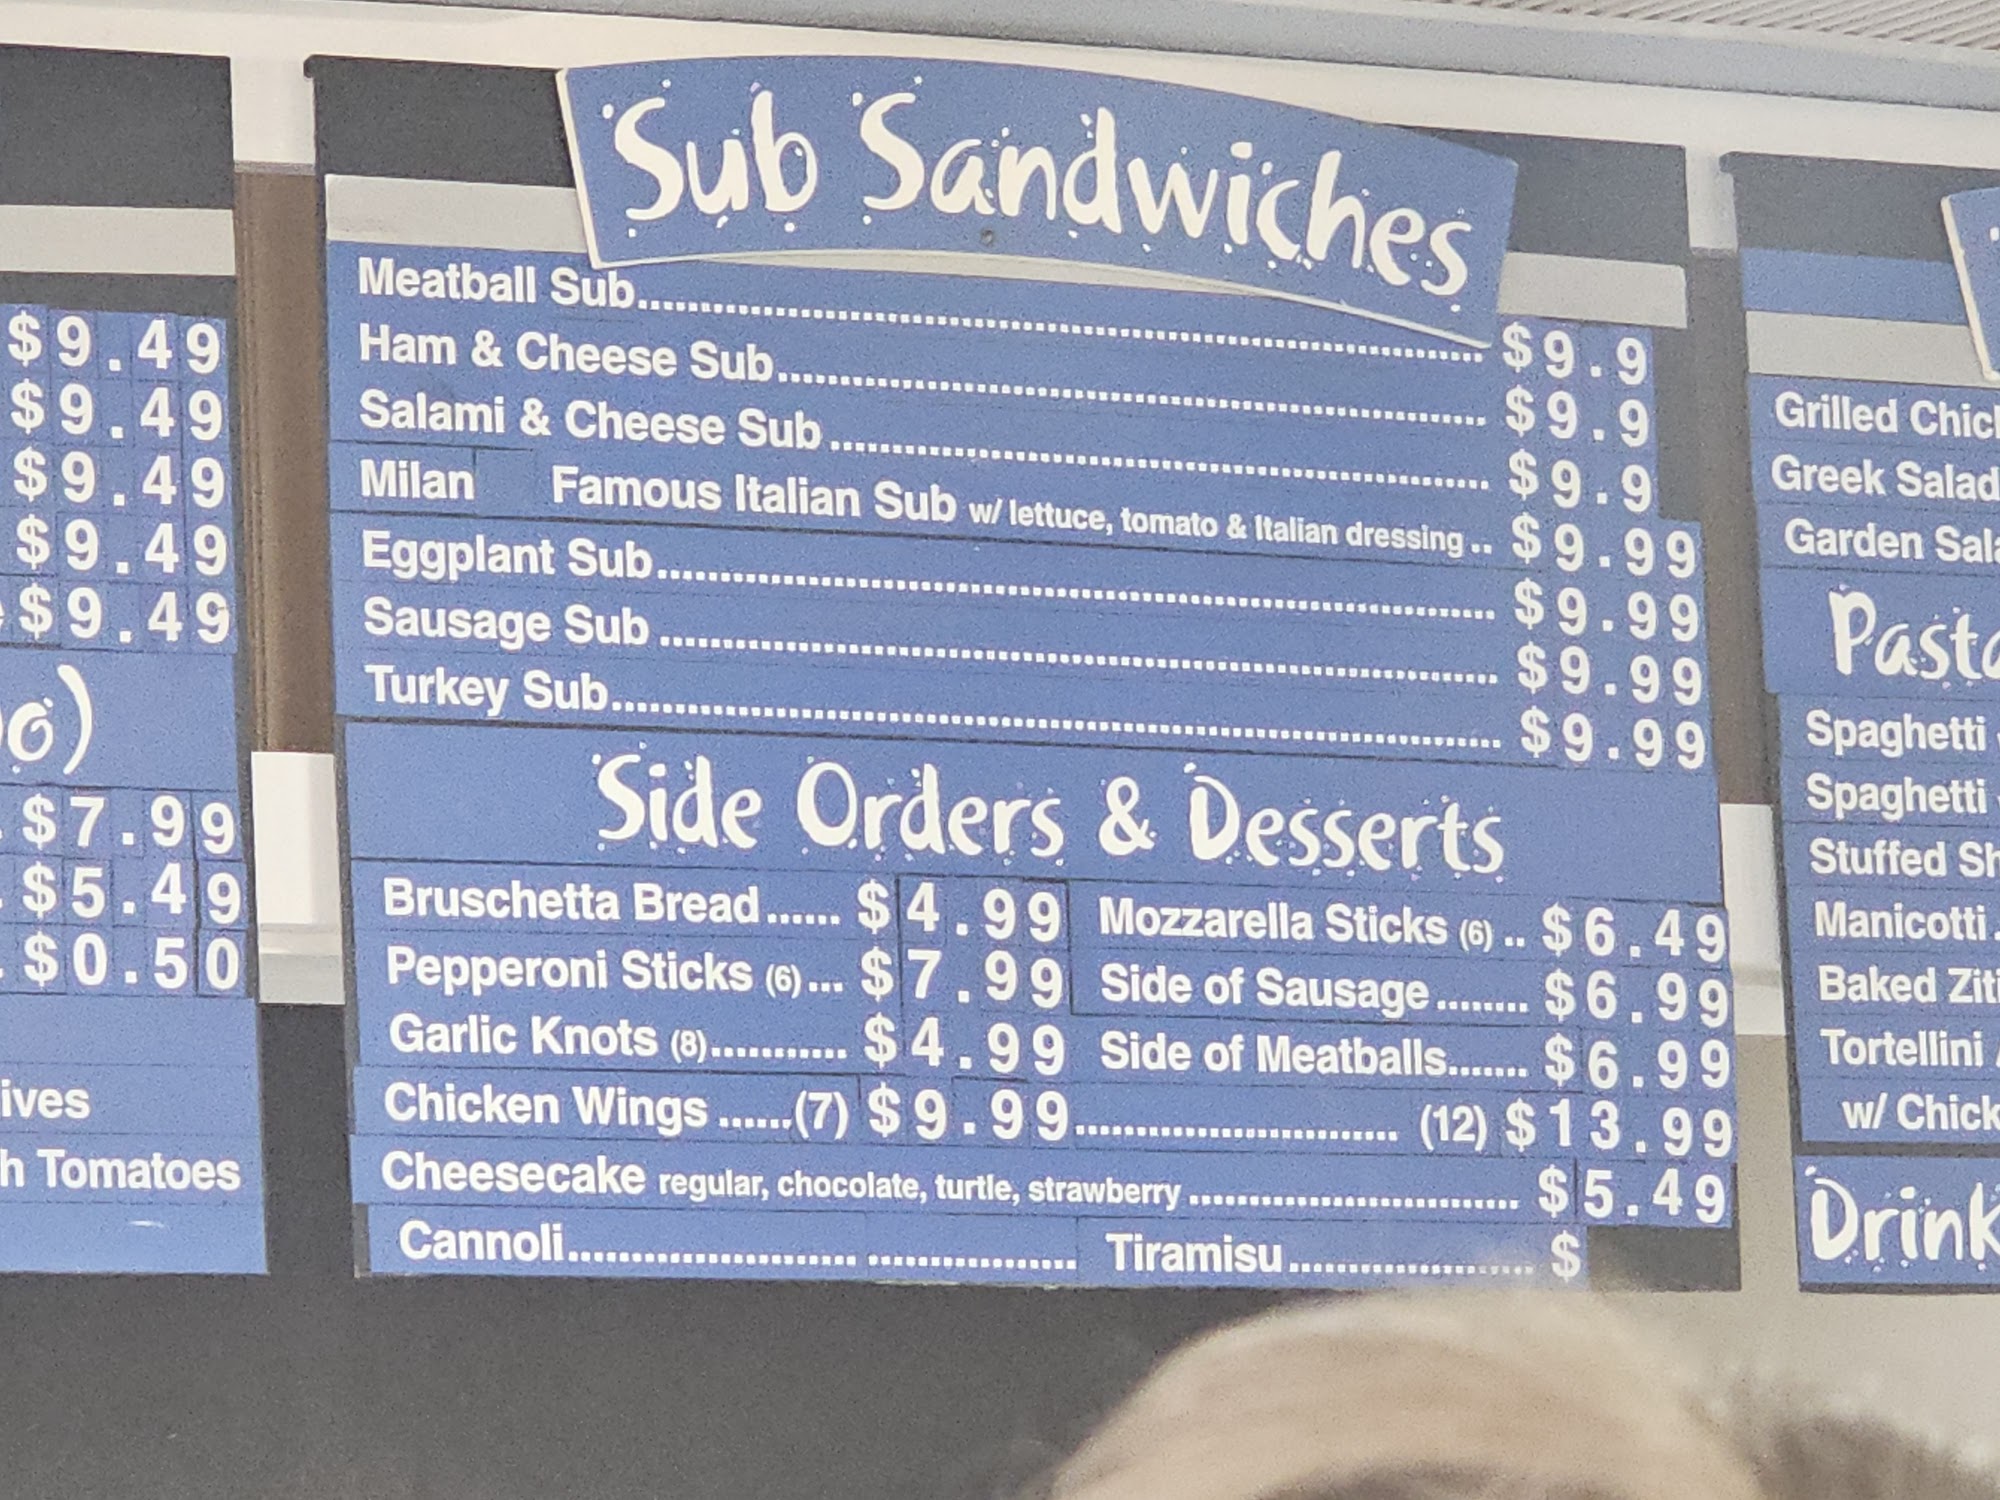 $9.49
$9.49
$9.49
$9.49
$9.49
$7.99
$5.49
$0.50
ives
h Tomatoes
Sub Sandwiches
Meatball Sub........ $9.9
Ham & Cheese Sub........ $9.9
Salami & Cheese Sub........ $9.9
Milan Famous Italian Sub w/ lettuce, tomato & Italian dressing .. $9.99
Eggplant Sub........ $9.99
Sausage Sub........ $9.99
Turkey Sub........ $9.99
Side Orders & Desserts
Bruschetta Bread...... $4.99 Mozzarella Sticks (6) .. $6.49
Pepperoni Sticks (6)... $7.99 Side of Sausage........ $6.99
Garlic Knots (8)........... $4.99 Side of Meatballs....... $6.99
Chicken Wings ......(7) $9.99........ (12) $13.99
Cheesecake regular, chocolate, turtle, strawberry........ $5.49
Cannoli........ Tiramisu........ $
Grilled Chic
Greek Salad
Garden Sala
Pasta
Spaghetti
Spaghetti
Stuffed Sh
Manicotti.
Baked Ziti
Tortellini
w/ Chick
Drink